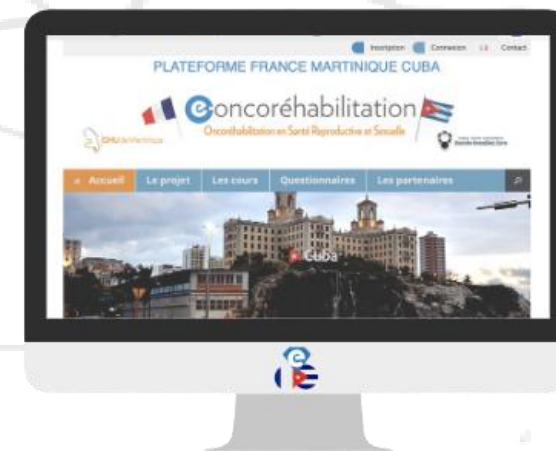 Inscription Connexion Contact
PLATEFORME FRANCE MARTINIQUE CUBA
eoncoréhabilitation
Oncoréhabilitation en Santé Reproductive et Sexuelle
CHU de Martinique
Accueil Le projet Les cours Questionnaires Les partenaires
Cuba